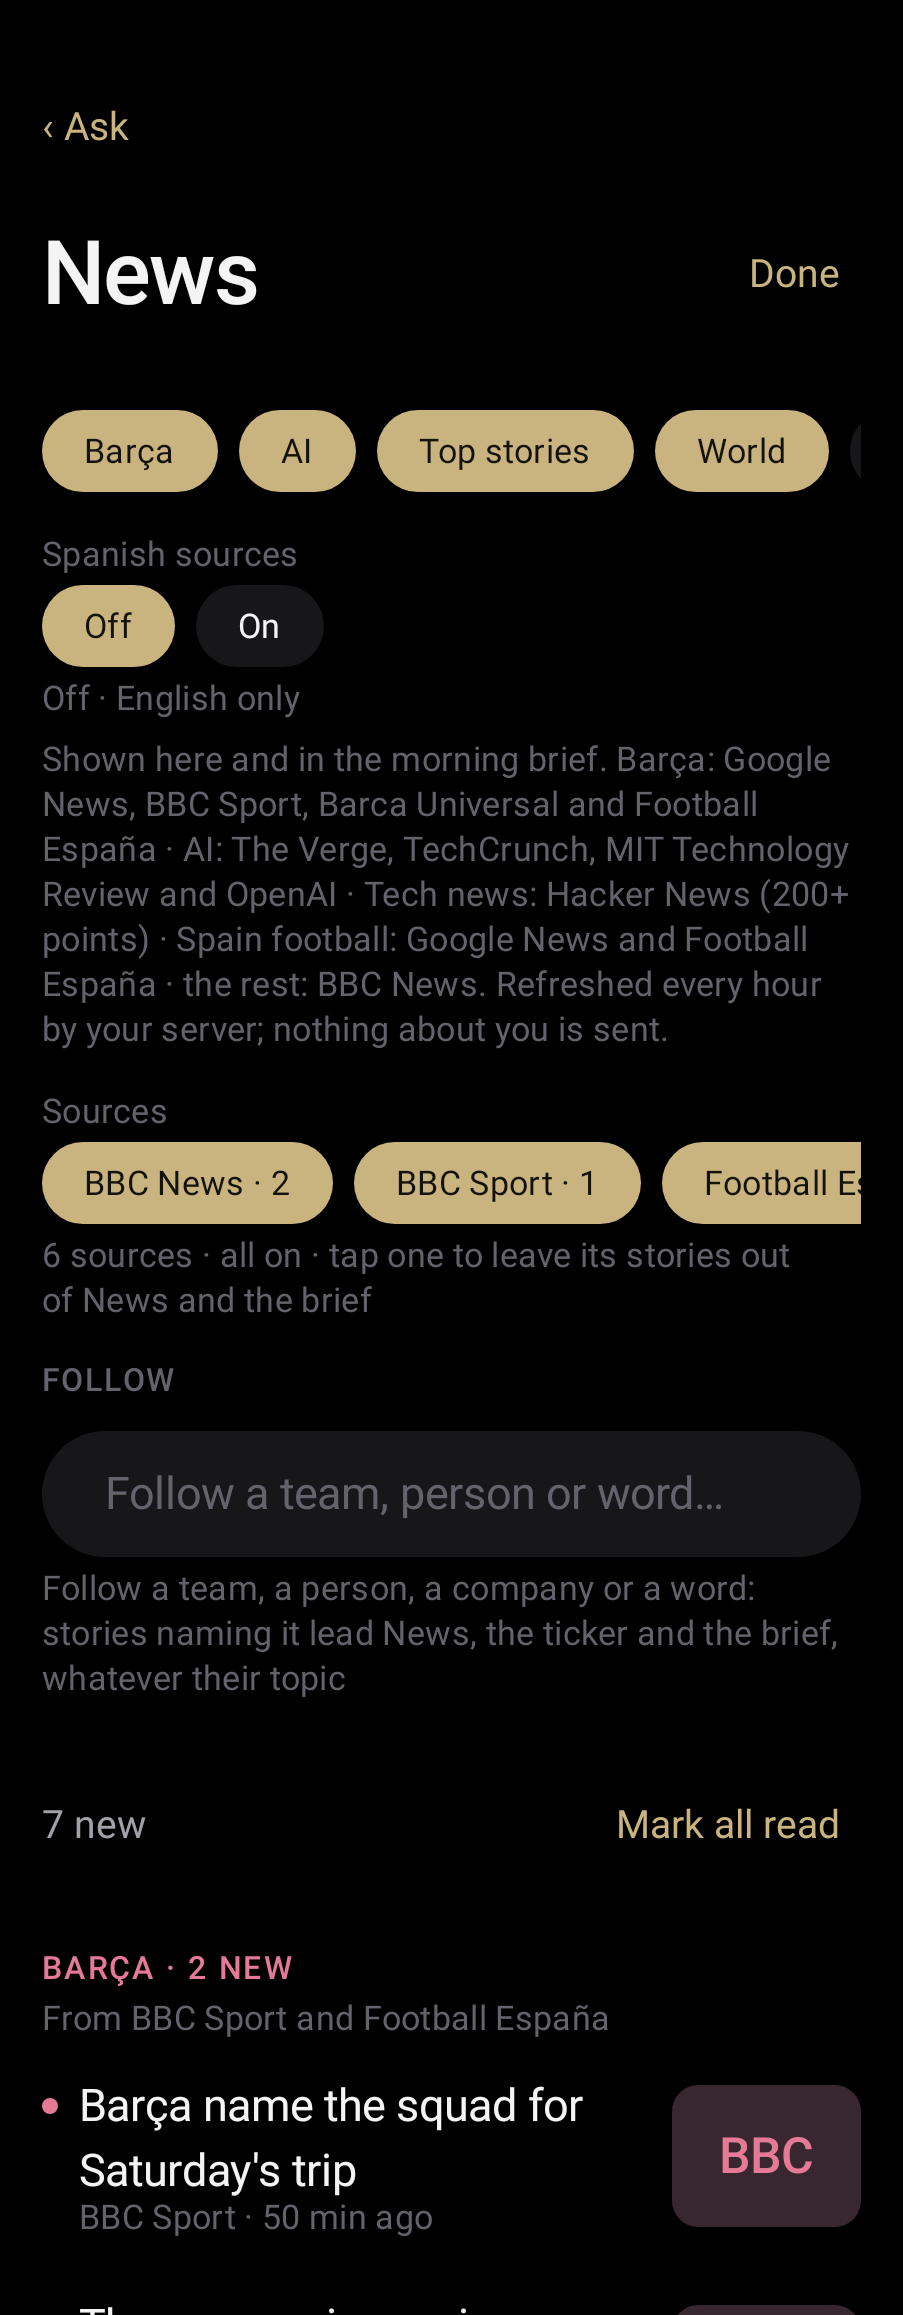 ‹ Ask
News
Done
Barça
AI
Top stories
World
Spanish sources
Off
On
Off · English only
Shown here and in the morning brief. Barça: Google
News, BBC Sport, Barca Universal and Football
España · AI: The Verge, TechCrunch, MIT Technology
Review and OpenAI · Tech news: Hacker News (200+
points) · Spain football: Google News and Football
España · the rest: BBC News. Refreshed every hour
by your server; nothing about you is sent.
Sources
BBC News · 2
BBC Sport · 1
Football
6 sources · all on · tap one to leave its stories out
of News and the brief
FOLLOW
Follow a team, person or word…
Follow a team, a person, a company or a word:
stories naming it lead News, the ticker and the brief,
whatever their topic
7 new
Mark all read
BARÇA · 2 NEW
From BBC Sport and Football España
Barça name the squad for
Saturday's trip
BBC
BBC Sport · 50 min ago